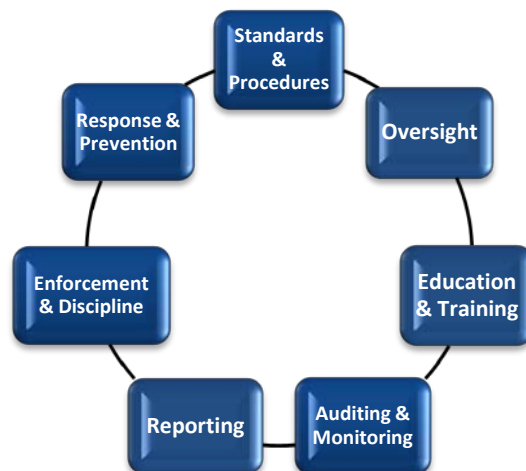 Standards
&
Procedures
Oversight
Education
& Training
Auditing &
Monitoring
Reporting
Enforcement
& Discipline
Response &
Prevention